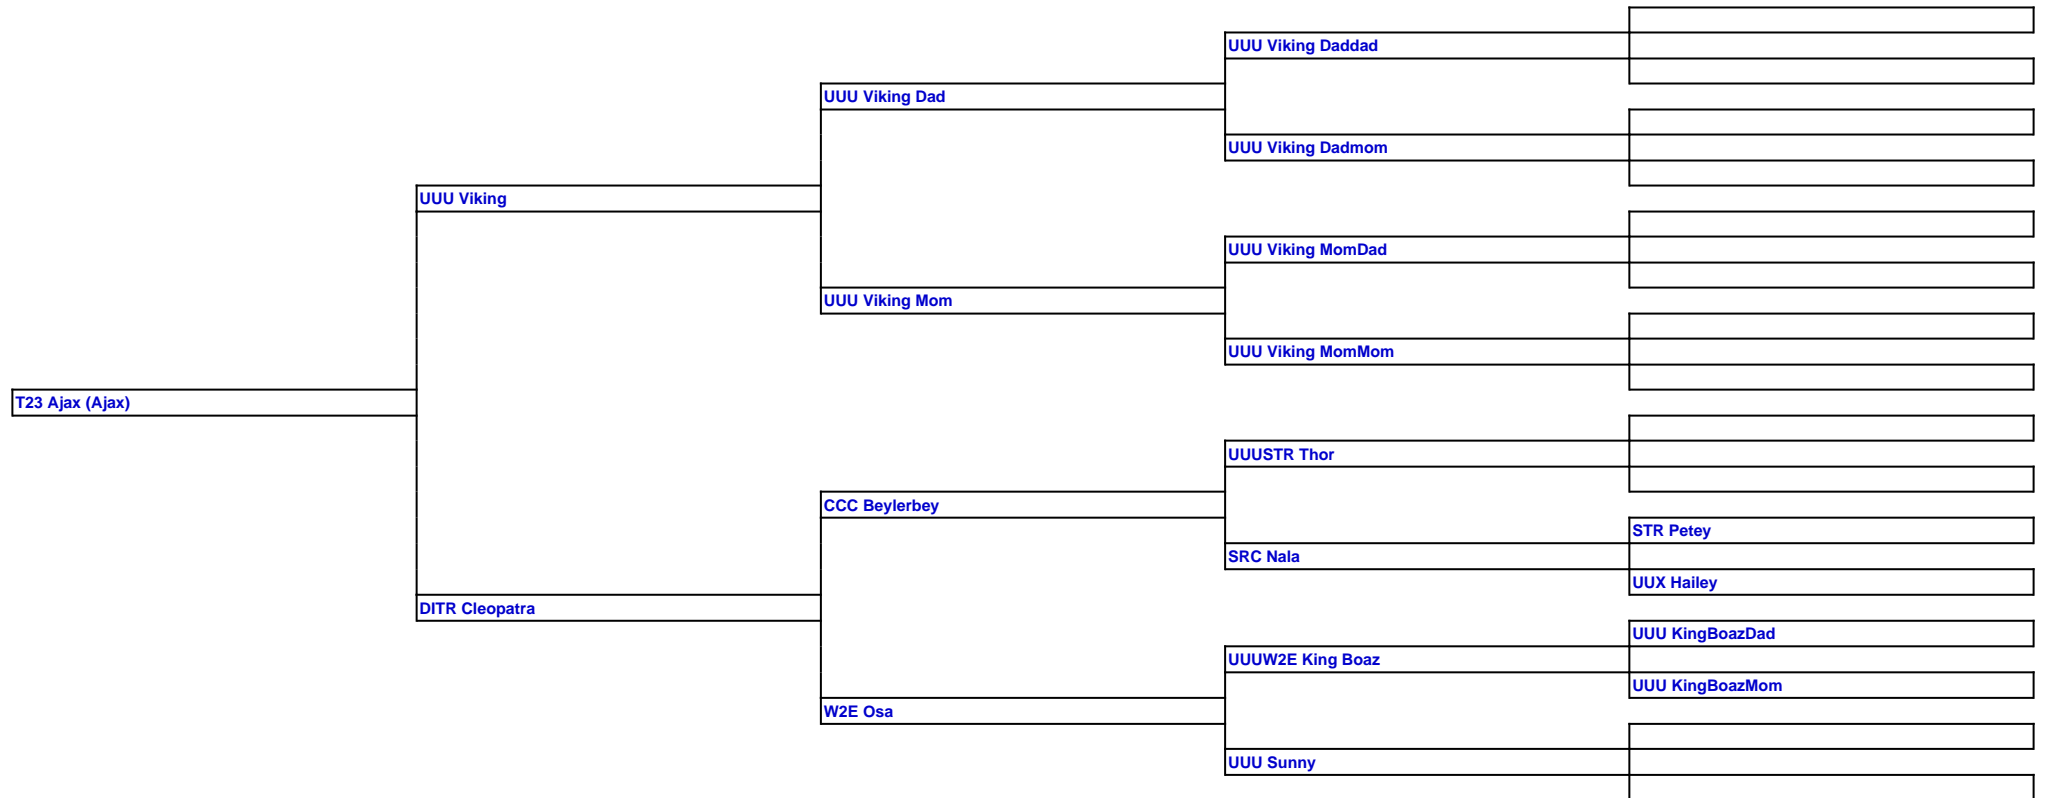 UUU Viking Daddad
UUU Viking Dad
UUU Viking Dadmom
UUU Viking
UUU Viking MomDad
UUU Viking Mom
UUU Viking MomMom
T23 Ajax (Ajax)
UUUSTR Thor
CCC Beylerbey
STR Petey
SRC Nala
UUX Hailey
DITR Cleopatra
UUU KingBoazDad
UUUW2E King Boaz
UUU KingBoazMom
W2E Osa
UUU Sunny